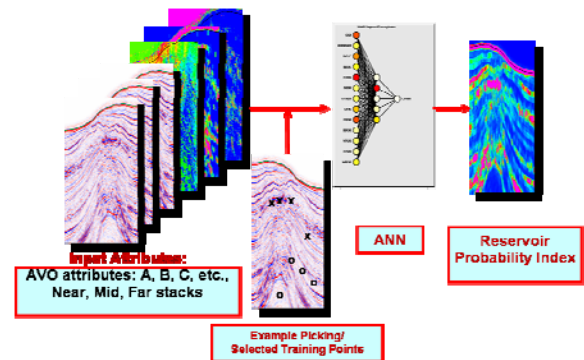 Input Attributes:
AVO attributes: A, B, C, etc.,
Near, Mid, Far stacks
x x x
x
Example Picking/
Selected Training Points
ANN
Reservoir
Probability Index